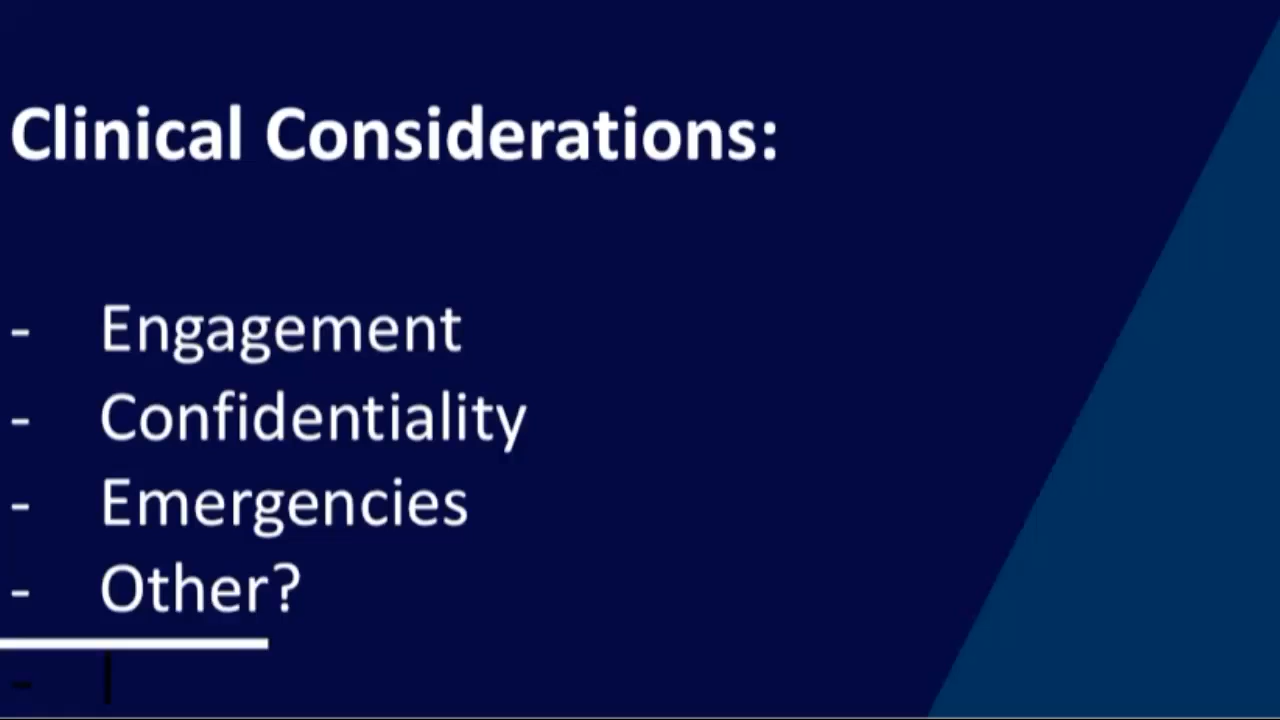 Clinical Considerations:
- Engagement
- Confidentiality
- Emergencies
- Other?
-